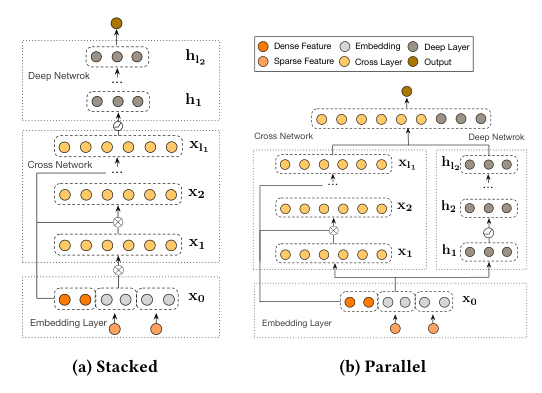 h_{l_2}
Deep Netwrok
...
h_1
x_{l_1}
Cross Network
...
x_2
x_1
x_0
Embedding Layer
(a) Stacked
Dense Feature Embedding Deep Layer
Sparse Feature Cross Layer Output
Cross Network Deep Netwrok
x_{l_1} h_{l_2}
... ...
x_2 h_2
x_1 h_1
x_0
Embedding Layer
(b) Parallel